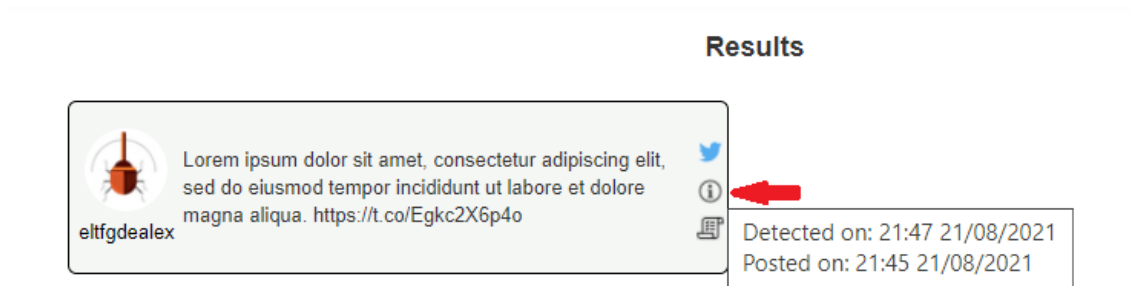 Results
Lorem ipsum dolor sit amet, consectetur adipiscing elit,
sed do eiusmod tempor incididunt ut labore et dolore
magna aliqua. https://t.co/Egkc2X6p4o
eltfgdealex
Detected on: 21:47 21/08/2021
Posted on: 21:45 21/08/2021